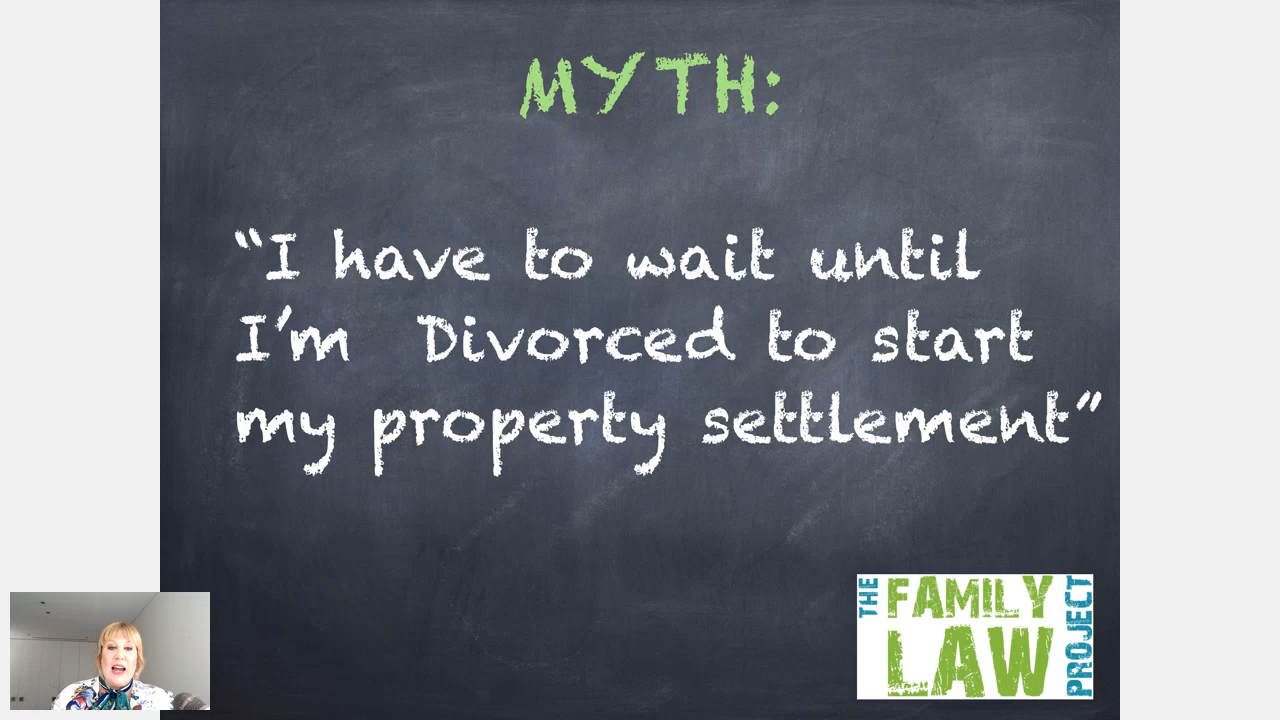 MYTH:
“I have to wait until
I’m Divorced to start
my property settlement”
THE
FAMILY
LAW
PROJECT